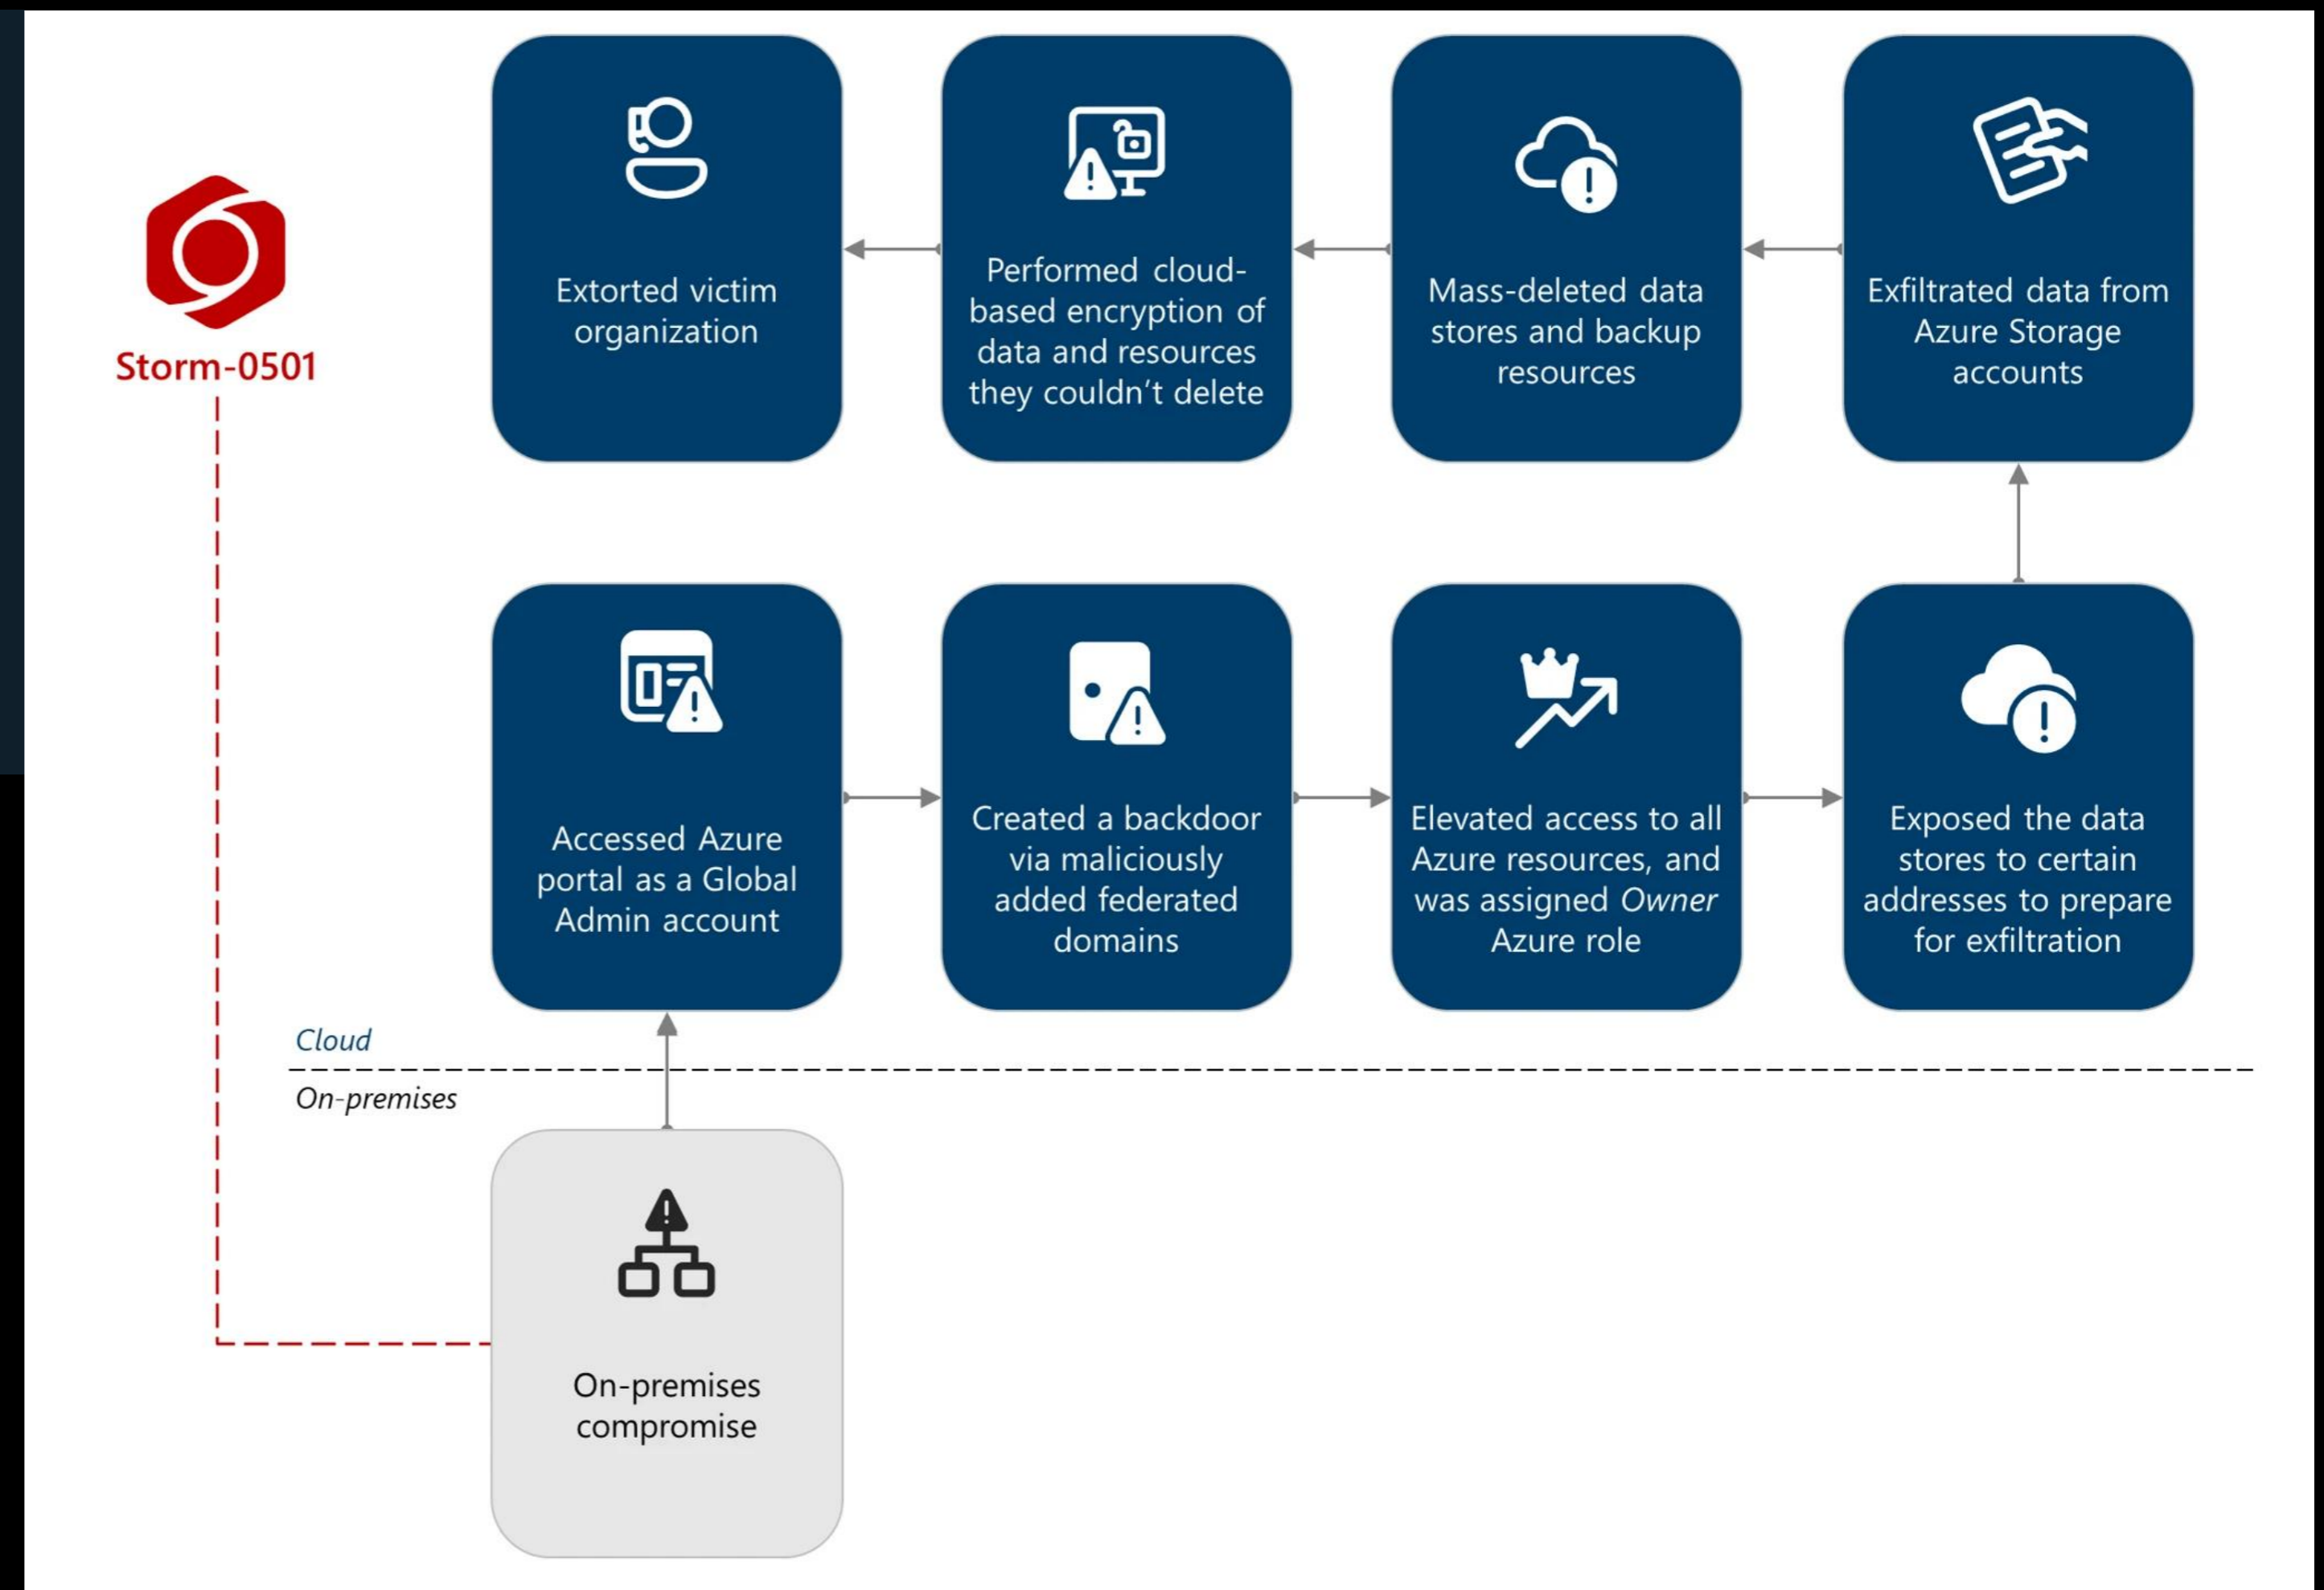 Storm-0501
Extorted victim
organization
Performed cloud-
based encryption of
data and resources
they couldn’t delete
Mass-deleted data
stores and backup
resources
Exfiltrated data from
Azure Storage
accounts
Accessed Azure
portal as a Global
Admin account
Created a backdoor
via maliciously
added federated
domains
Elevated access to all
Azure resources, and
was assigned Owner
Azure role
Exposed the data
stores to certain
addresses to prepare
for exfiltration
Cloud
On-premises
On-premises
compromise